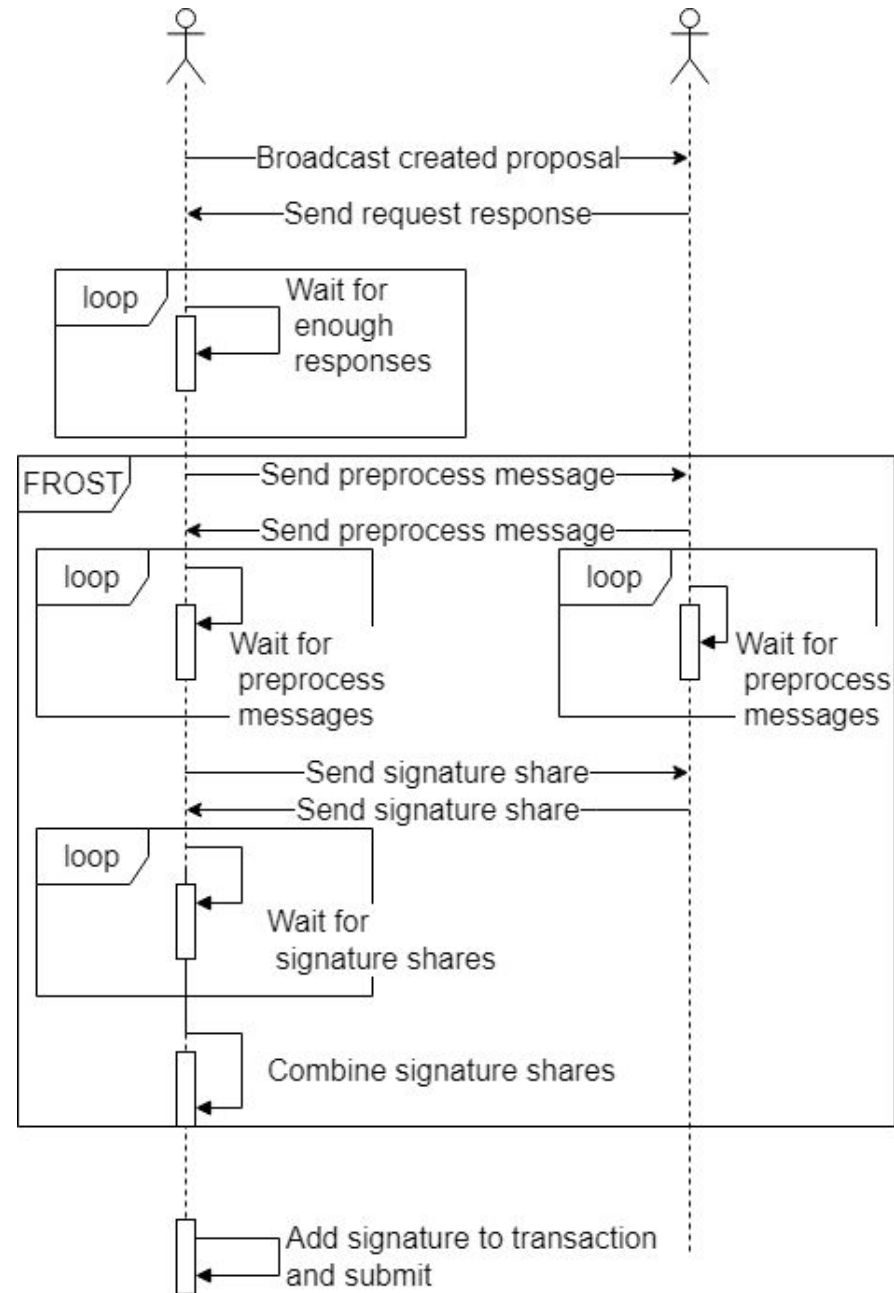 Broadcast created proposal
Send request response
loop
Wait for
enough
responses
FROST
Send preprocess message
Send preprocess message
loop
Wait for
preprocess
messages
loop
Wait for
preprocess
messages
Send signature share
Send signature share
loop
Wait for
signature shares
Combine signature shares
Add signature to transaction
and submit